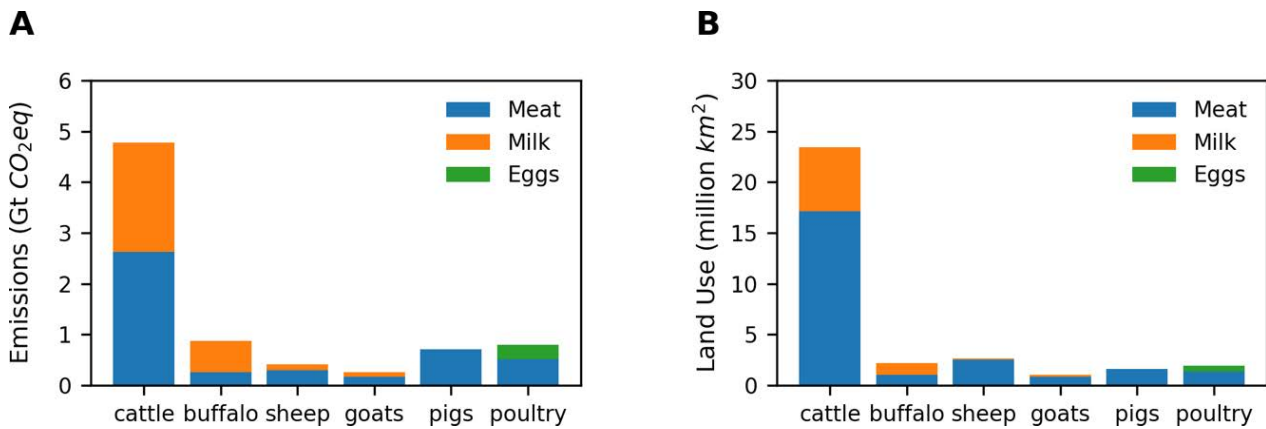 A
Emissions (Gt CO₂eq)
6
5
4
3
2
1
0
Meat
Milk
Eggs
cattle buffalo sheep goats pigs poultry
B
Land Use (million km²)
30
25
20
15
10
5
0
Meat
Milk
Eggs
cattle buffalo sheep goats pigs poultry